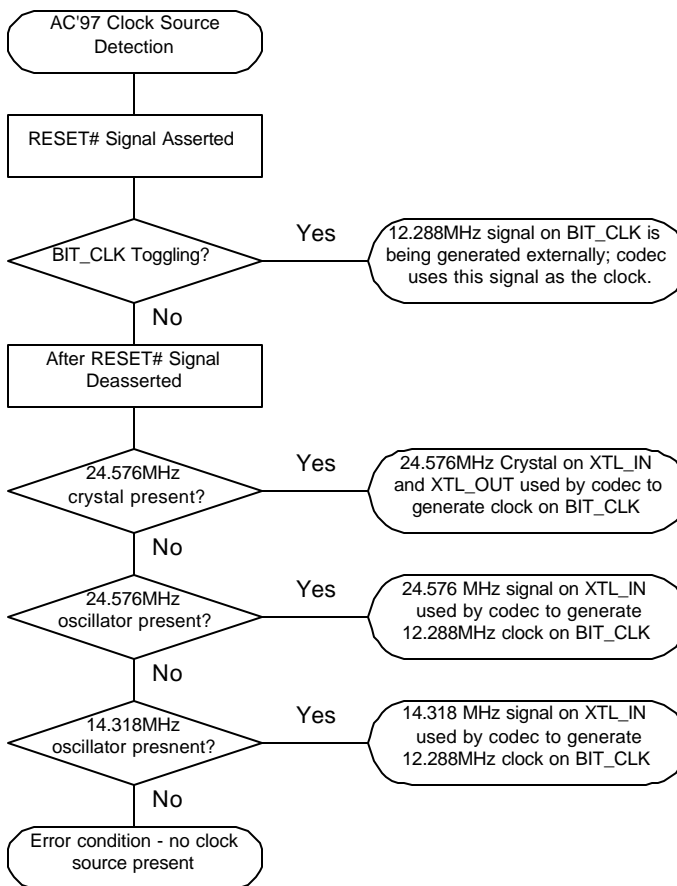 AC'97 Clock Source
Detection
RESET# Signal Asserted
BIT_CLK Toggling?
Yes
12.288MHz signal on BIT_CLK is
being generated externally; codec
uses this signal as the clock.
No
After RESET# Signal
Deasserted
24.576MHz
crystal present?
Yes
24.576MHz Crystal on XTL_IN
and XTL_OUT used by codec to
generate clock on BIT_CLK
No
24.576MHz
oscillator present?
Yes
24.576 MHz signal on XTL_IN
used by codec to generate
12.288MHz clock on BIT_CLK
No
14.318MHz
oscillator presnent?
Yes
14.318 MHz signal on XTL_IN
used by codec to generate
12.288MHz clock on BIT_CLK
No
Error condition - no clock
source present